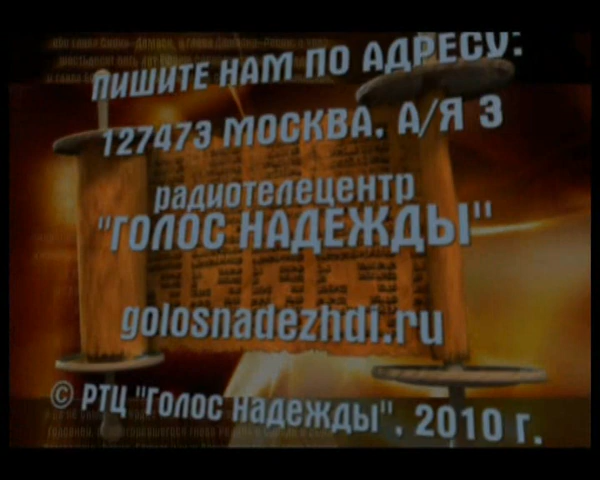 ПИШИТЕ НАМ ПО АДРЕСУ:
127473 МОСКВА, А/Я 3
радиотелецентр
"ГОЛОС НАДЕЖДЫ"
golosnadezhdi.ru
© РТЦ "Голос надежды", 2010 г.